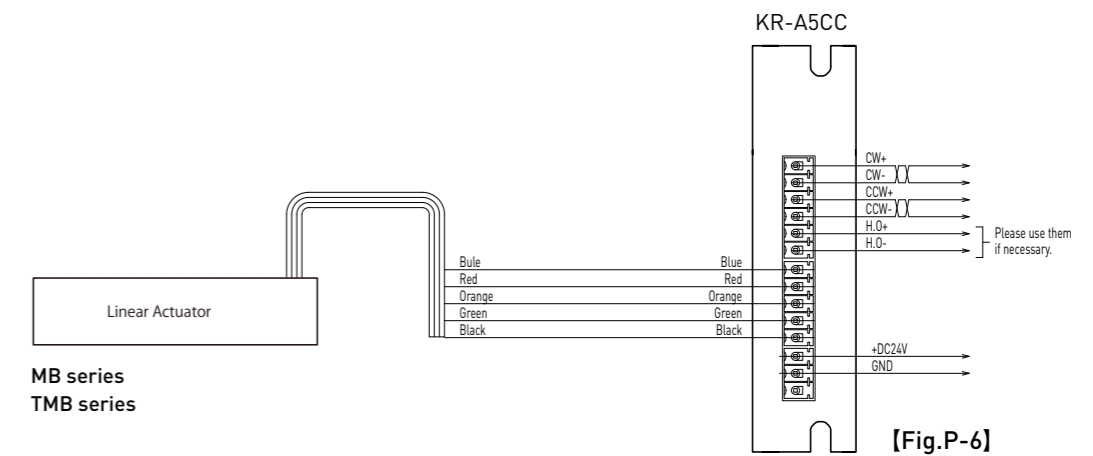 KR-A5CC
CW+
CW-
CCW+
CCW-
H.O+
H.O-
Please use them
if necessary.
Bule Blue
Red Red
Orange Orange
Green Green
Black Black
+DC24V
GND
Linear Actuator
MB series
TMB series
【Fig.P-6】